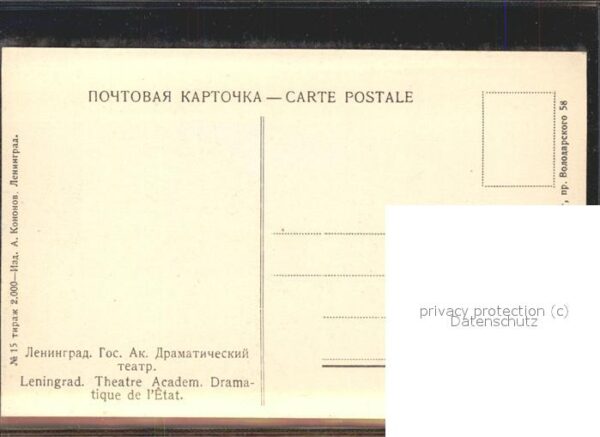 ПОЧТОВАЯ КАРТОЧКА — CARTE POSTALE
№ 15 тираж 2.000—Изд. А. Кононов. Ленинград.
пр. Володарского 58
privacy protection (c)
Datenschutz
Ленинград. Гос. Ак. Драматический
театр.
Leningrad. Theatre Academ. Drama-
tique de l'État.